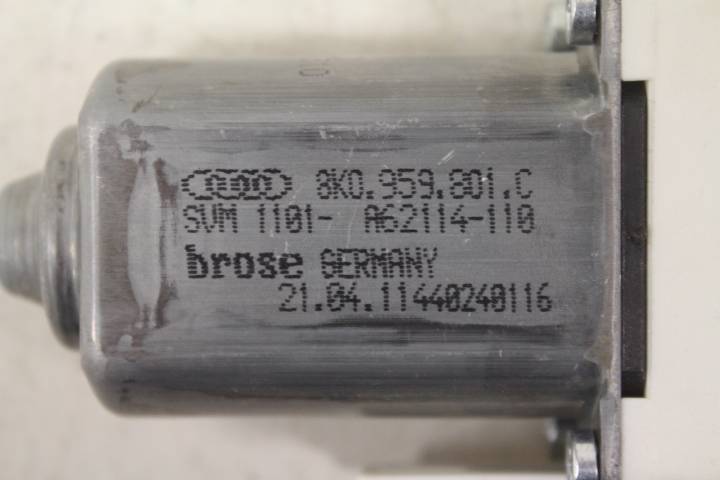 8K0.959.801.C
SVM 1101- A62114-110
brose GERMANY
21.04.11440240116